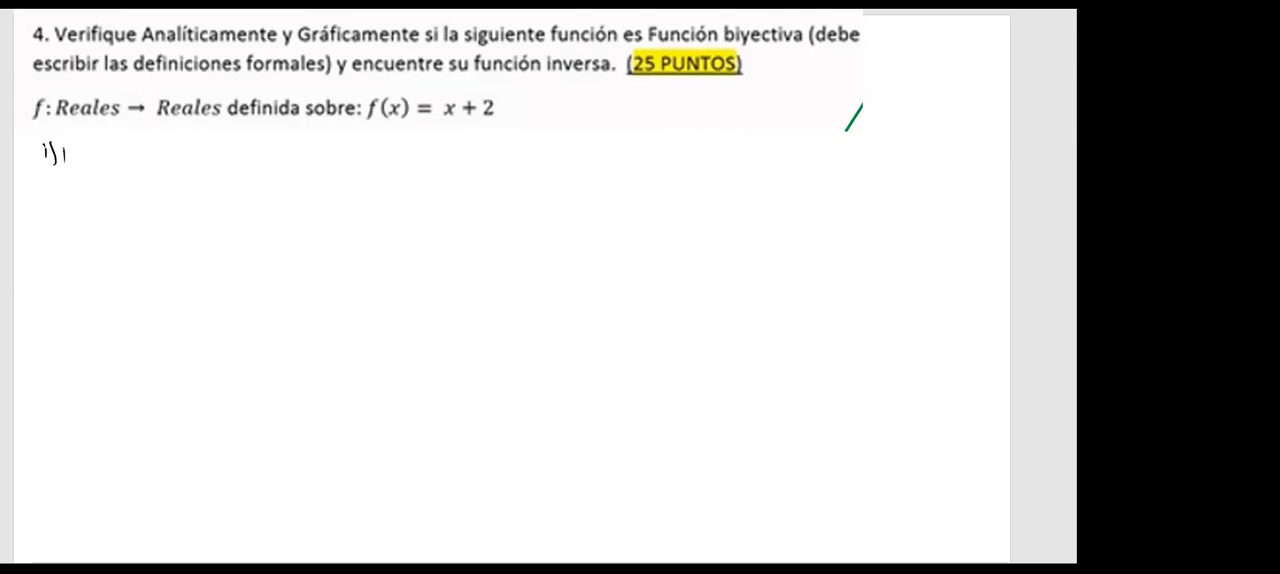 4. Verifique Analíticamente y Gráficamente si la siguiente función es Función biyectiva (debe
escribir las definiciones formales) y encuentre su función inversa. (25 PUNTOS)
f: Reales → Reales definida sobre: f(x) = x + 2
i) I